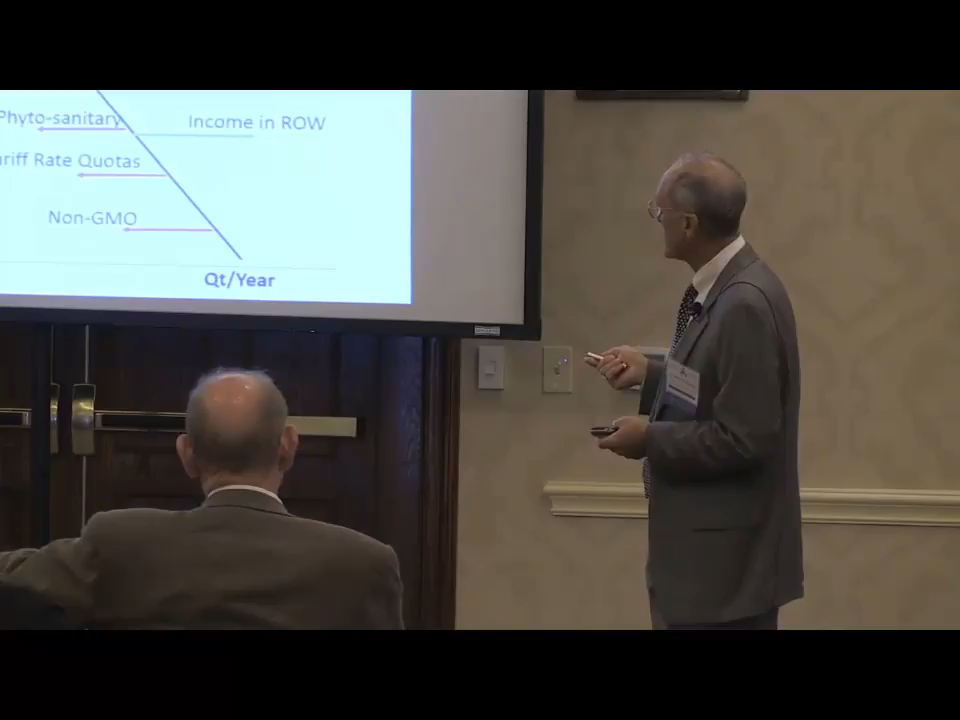 Phyto-sanitary
Income in ROW
ariff Rate Quotas
Non-GMO
Qt/Year